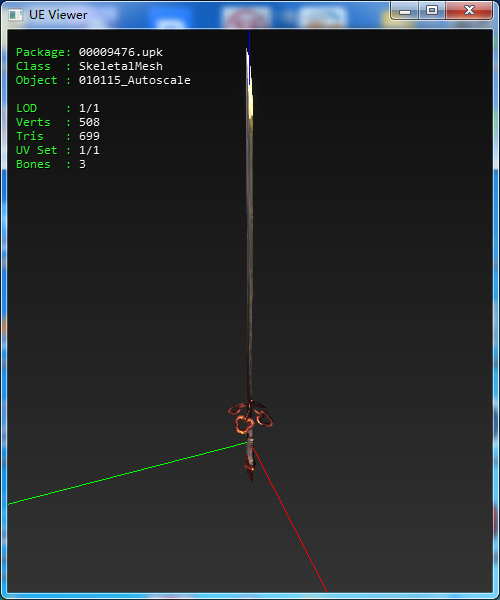 UE Viewer
Package: 00009476.upk
Class : SkeletalMesh
Object : 010115_Autoscale
LOD : 1/1
Verts : 508
Tris : 699
UV Set : 1/1
Bones : 3